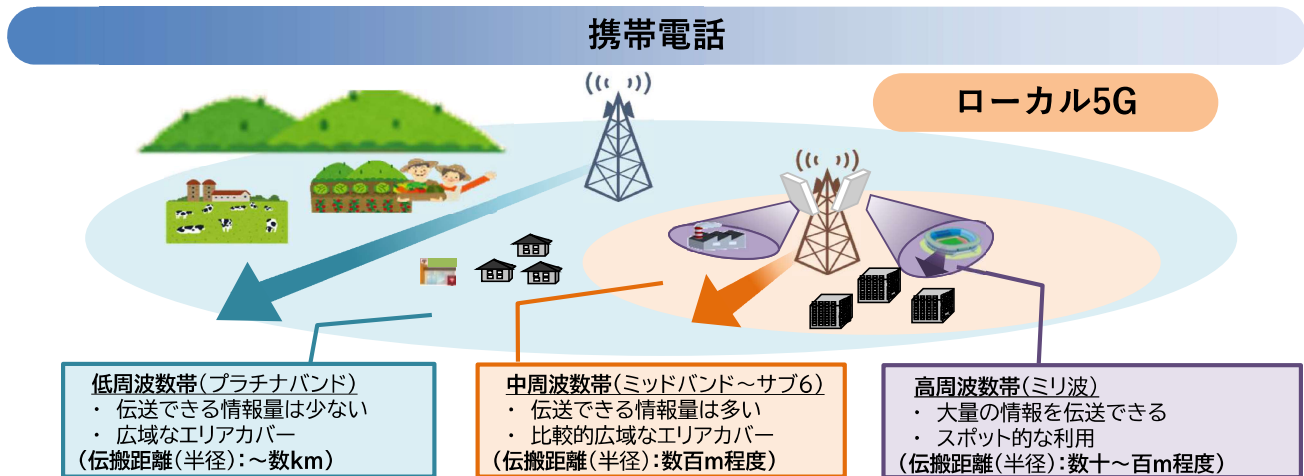 携帯電話
ローカル5G
低周波数帯(プラチナバンド)
・ 伝送できる情報量は少ない
・ 広域なエリアカバー
(伝搬距離(半径):～数km)
中周波数帯(ミッドバンド～サブ6)
・ 伝送できる情報量は多い
・ 比較的広域なエリアカバー
(伝搬距離(半径):数百m程度)
高周波数帯(ミリ波)
・ 大量の情報を伝送できる
・ スポット的な利用
(伝搬距離(半径):数十～百m程度)